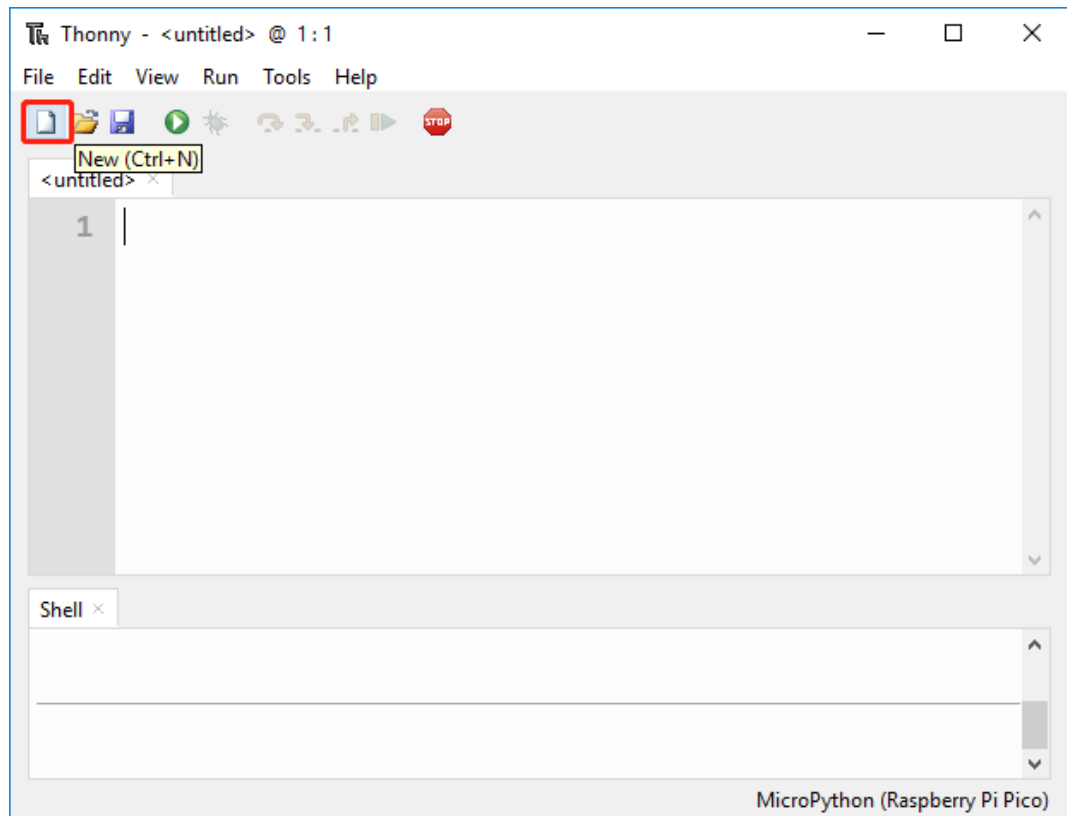 Thonny - <untitled> @ 1 : 1
File Edit View Run Tools Help
STOP
New (Ctrl+N)
<untitled>
1
Shell
MicroPython (Raspberry Pi Pico)